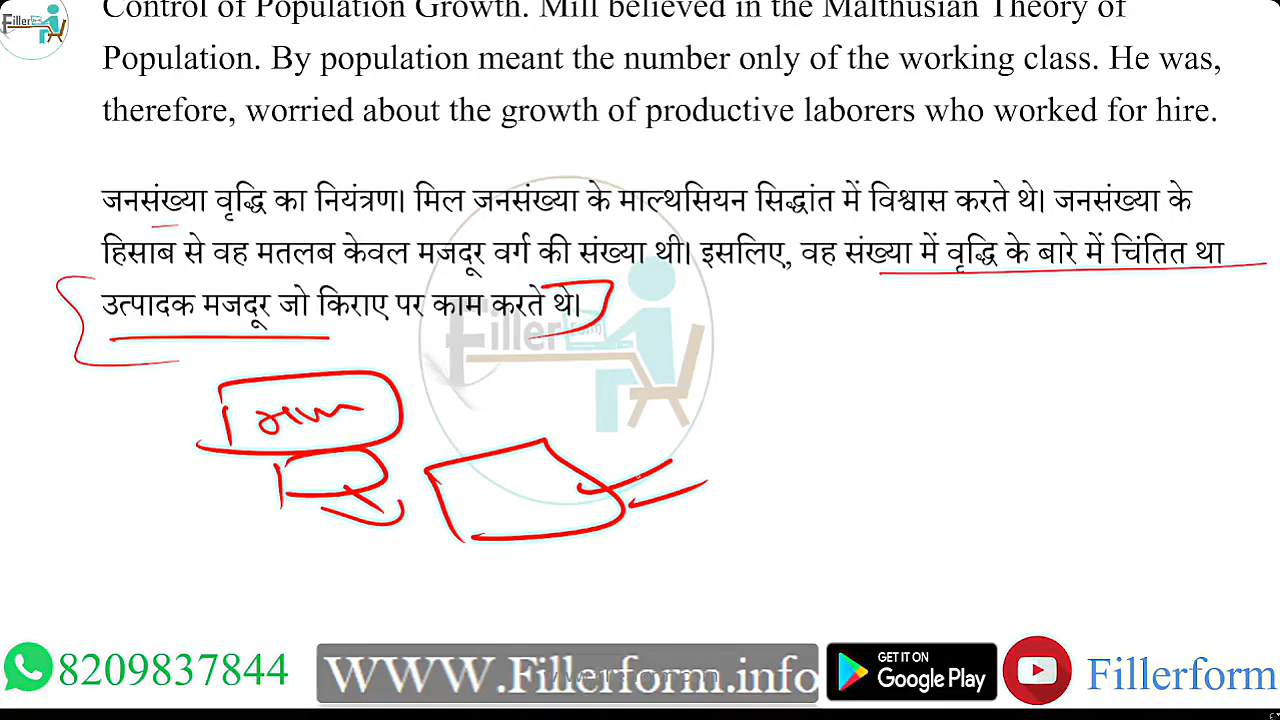 Fillerform
Control of Population Growth. Mill believed in the Malthusian Theory of
Population. By population meant the number only of the working class. He was,
therefore, worried about the growth of productive laborers who worked for hire.
जनसंख्या वृद्धि का नियंत्रण। मिल जनसंख्या के माल्थसियन सिद्धांत में विश्वास करते थे। जनसंख्या के
हिसाब से वह मतलब केवल मजदूर वर्ग की संख्या थी। इसलिए, वह संख्या में वृद्धि के बारे में चिंतित था
उत्पादक मजदूर जो किराए पर काम करते थे।
8209837844
WWW.Fillerform.info
GET IT ON
Google Play
Fillerform